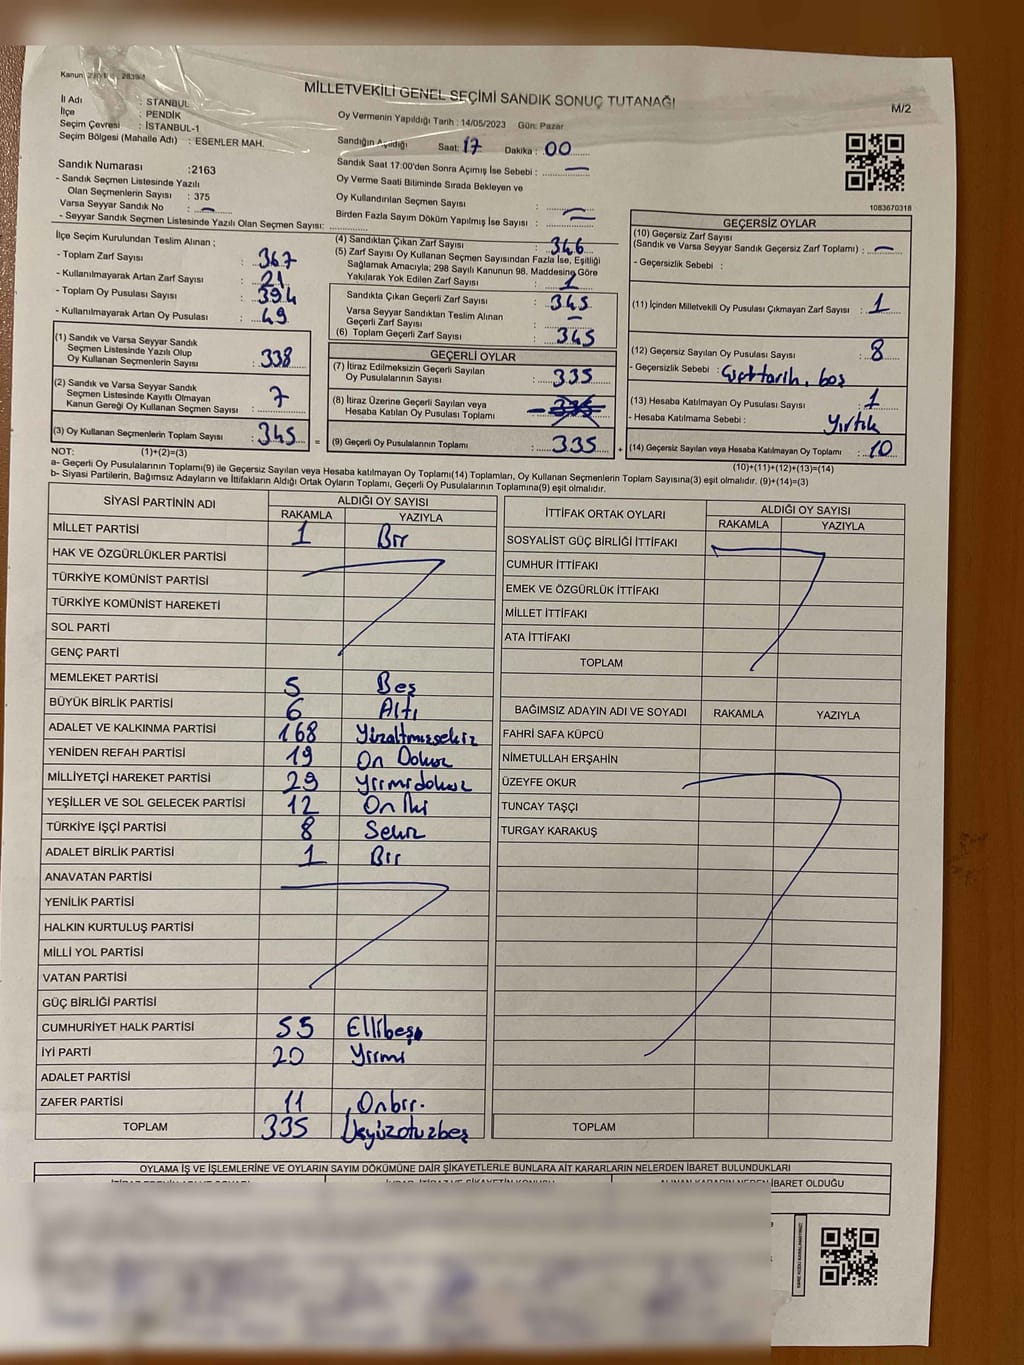 Kanun:
MİLLETVEKİLİ GENEL SEÇİMİ SANDIK SONUÇ TUTANAĞI
M/2
İl Adı : STANBUL
İlçe : PENDİK
Seçim Çevresi : İSTANBUL-1
Seçim Bölgesi (Mahalle Adı) : ESENLER MAH.
Oy Vermenin Yapıldığı Tarih : 14/05/2023 Gün: Pazar
Sandığın Açıldığı Saat: 17 Dakika : 00
Sandık Saat 17:00'den Sonra Açımış İse Sebebi : —
Oy Verme Saati Bitiminde Sırada Bekleyen ve
Oy Kullandırılan Seçmen Sayısı : —
Birden Fazla Sayım Döküm Yapılmış İse Sayısı : —
Sandık Numarası :2163
- Sandık Seçmen Listesinde Yazılı
Olan Seçmenlerin Sayısı : 375
Varsa Seyyar Sandık No : —
- Seyyar Sandık Seçmen Listesinde Yazılı Olan Seçmen Sayısı:
1083670318
İlçe Seçim Kurulundan Teslim Alınan ;
- Toplam Zarf Sayısı : 367
- Kullanılmayarak Artan Zarf Sayısı : 21
- Toplam Oy Pusulası Sayısı : 394
- Kullanılmayarak Artan Oy Pusulası : 49
(1) Sandık ve Varsa Seyyar Sandık
Seçmen Listesinde Yazılı Olup
Oy Kullanan Seçmenlerin Sayısı : 338
(2) Sandık ve Varsa Seyyar Sandık
Seçmen Listesinde Kayıtlı Olmayan
Kanun Gereği Oy Kullanan Seçmen Sayısı : 7
(3) Oy Kullanan Seçmenlerin Toplam Sayısı : 345 =
(4) Sandıktan Çıkan Zarf Sayısı : 346
(5) Zarf Sayısı Oy Kullanan Seçmen Sayısından Fazla İse, Eşitliği
Sağlamak Amacıyla; 298 Sayılı Kanunun 98. Maddesine Göre
Yakılarak Yok Edilen Zarf Sayısı : 1
Sandıkta Çıkan Geçerli Zarf Sayısı : 345
Varsa Seyyar Sandıktan Teslim Alınan
Geçerli Zarf Sayısı : —
(6) Toplam Geçerli Zarf Sayısı : 345
GEÇERLİ OYLAR
(7) İtiraz Edilmeksizin Geçerli Sayılan
Oy Pusulalarının Sayısı : 335
(8) İtiraz Üzerine Geçerli Sayılan veya
Hesaba Katılan Oy Pusulası Toplamı —
(9) Geçerli Oy Pusulalarının Toplamı : 335 +
GEÇERSİZ OYLAR
(10) Geçersiz Zarf Sayısı
(Sandık ve Varsa Seyyar Sandık Geçersiz Zarf Toplamı) : —
- Geçersizlik Sebebi :
(11) İçinden Milletvekili Oy Pusulası Çıkmayan Zarf Sayısı : 1
(12) Geçersiz Sayılan Oy Pusulası Sayısı : 8
- Geçersizlik Sebebi : boş
(13) Hesaba Katılmayan Oy Pusulası Sayısı : 1
- Hesaba Katılmama Sebebi : Yırtık
(14) Geçersiz Sayılan veya Hesaba Katılmayan Oy Toplamı : 10
NOT: (1)+(2)=(3) (10)+(11)+(12)+(13)=(14)
a- Geçerli Oy Pusulalarının Toplamı(9) ile Geçersiz Sayılan veya Hesaba katılmayan Oy Toplamı(14) Toplamları, Oy Kullanan Seçmenlerin Toplam Sayısına(3) eşit olmalıdır. (9)+(14)=(3)
b- Siyasi Partilerin, Bağımsız Adayların ve İttifakların Aldığı Ortak Oyların Toplamı, Geçerli Oy Pusulalarının Toplamına(9) eşit olmalıdır.
SİYASİ PARTİNİN ADI ALDIĞI OY SAYISI
RAKAMLA YAZIYLA
MİLLET PARTİSİ 1 Bir
HAK VE ÖZGÜRLÜKLER PARTİSİ
TÜRKİYE KOMÜNİST PARTİSİ
TÜRKİYE KOMÜNİST HAREKETİ
SOL PARTİ
GENÇ PARTİ
MEMLEKET PARTİSİ 5 Beş
BÜYÜK BİRLİK PARTİSİ 6 Altı
ADALET VE KALKINMA PARTİSİ 168 Yüzaltmışsekiz
YENİDEN REFAH PARTİSİ 19 On Dokuz
MİLLİYETÇİ HAREKET PARTİSİ 29 Yirmidokuz
YEŞİLLER VE SOL GELECEK PARTİSİ 12 On İki
TÜRKİYE İŞÇİ PARTİSİ 8 Sekiz
ADALET BİRLİK PARTİSİ 1 Bir
ANAVATAN PARTİSİ
YENİLİK PARTİSİ
HALKIN KURTULUŞ PARTİSİ
MİLLİ YOL PARTİSİ
VATAN PARTİSİ
GÜÇ BİRLİĞİ PARTİSİ
CUMHURİYET HALK PARTİSİ 55 Ellibeş
İYİ PARTİ 20 Yirmi
ADALET PARTİSİ
ZAFER PARTİSİ 11 Onbir.
TOPLAM 335 Üçyüzotuzbeş
İTTİFAK ORTAK OYLARI ALDIĞI OY SAYISI
RAKAMLA YAZIYLA
SOSYALİST GÜÇ BİRLİĞİ İTTİFAKI
CUMHUR İTTİFAKI
EMEK VE ÖZGÜRLÜK İTTİFAKI
MİLLET İTTİFAKI
ATA İTTİFAKI
TOPLAM
BAĞIMSIZ ADAYIN ADI VE SOYADI RAKAMLA YAZIYLA
FAHRİ SAFA KÜPCÜ
NİMETULLAH ERŞAHİN
ÜZEYFE OKUR
TUNCAY TAŞÇI
TURGAY KARAKUŞ
TOPLAM
OYLAMA İŞ VE İŞLEMLERİNE VE OYLARIN SAYIM DÖKÜMÜNE DAİR ŞİKAYETLERLE BUNLARA AİT KARARLARIN NELERDEN İBARET BULUNDUKLARI
İBARET OLDUĞU